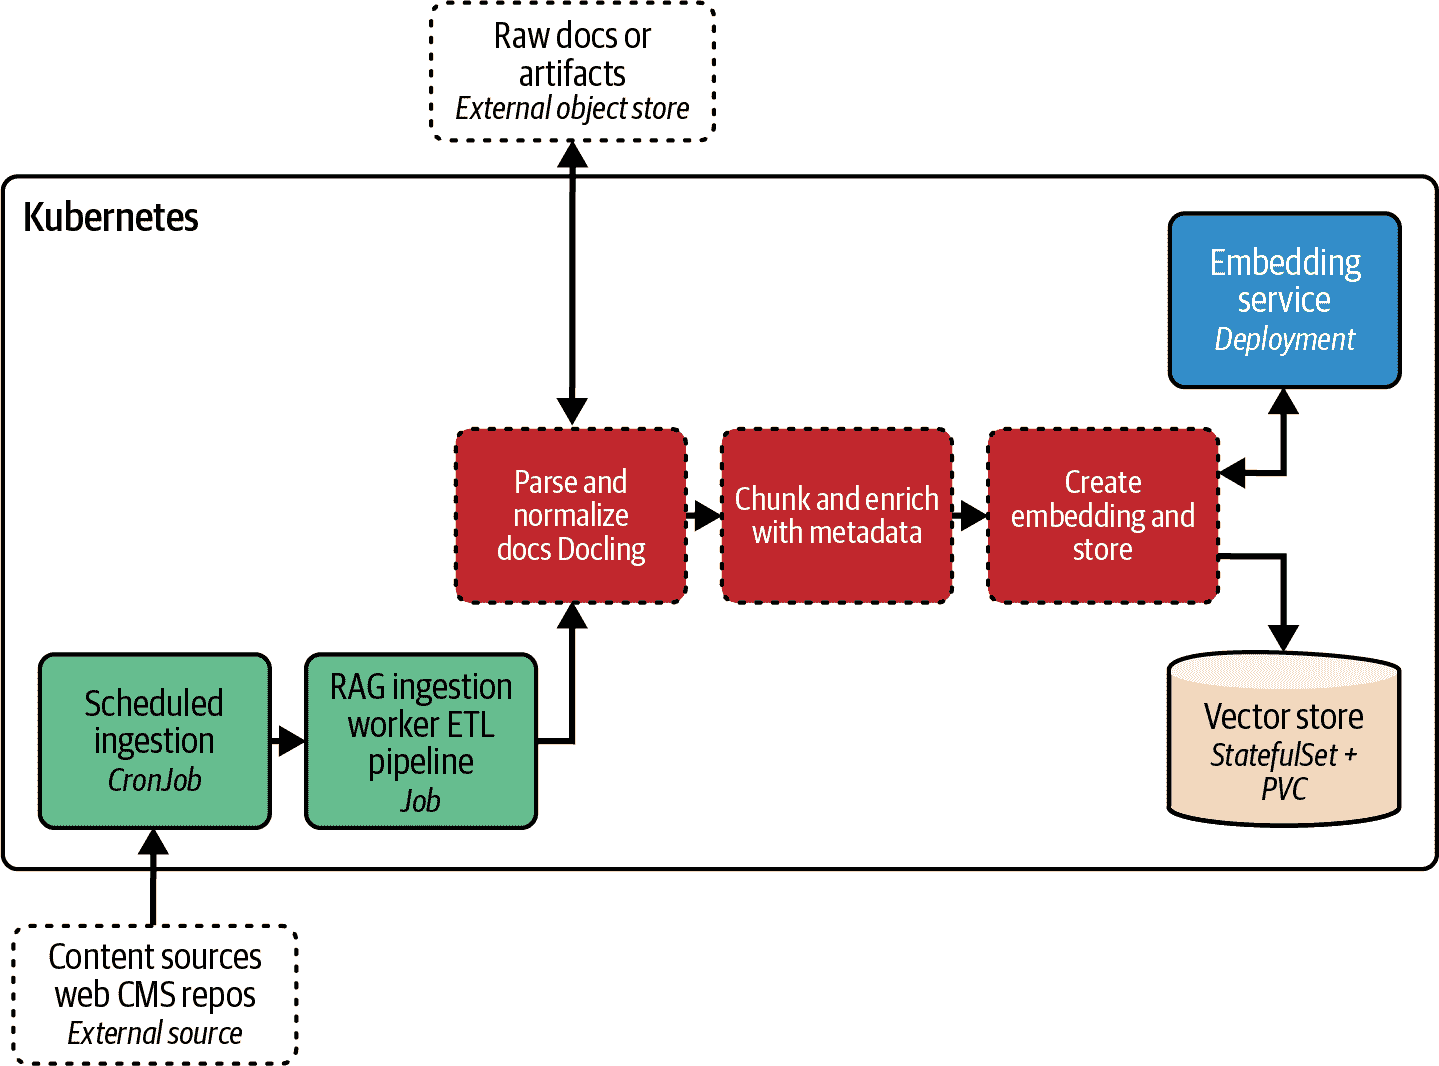 Raw docs or
artifacts
External object store
Kubernetes
Embedding
service
Deployment
Parse and
normalize
docs Docling
Chunk and enrich
with metadata
Create
embedding and
store
Scheduled
ingestion
CronJob
RAG ingestion
worker ETL
pipeline
Job
Vector store
StatefulSet +
PVC
Content sources
web CMS repos
External source